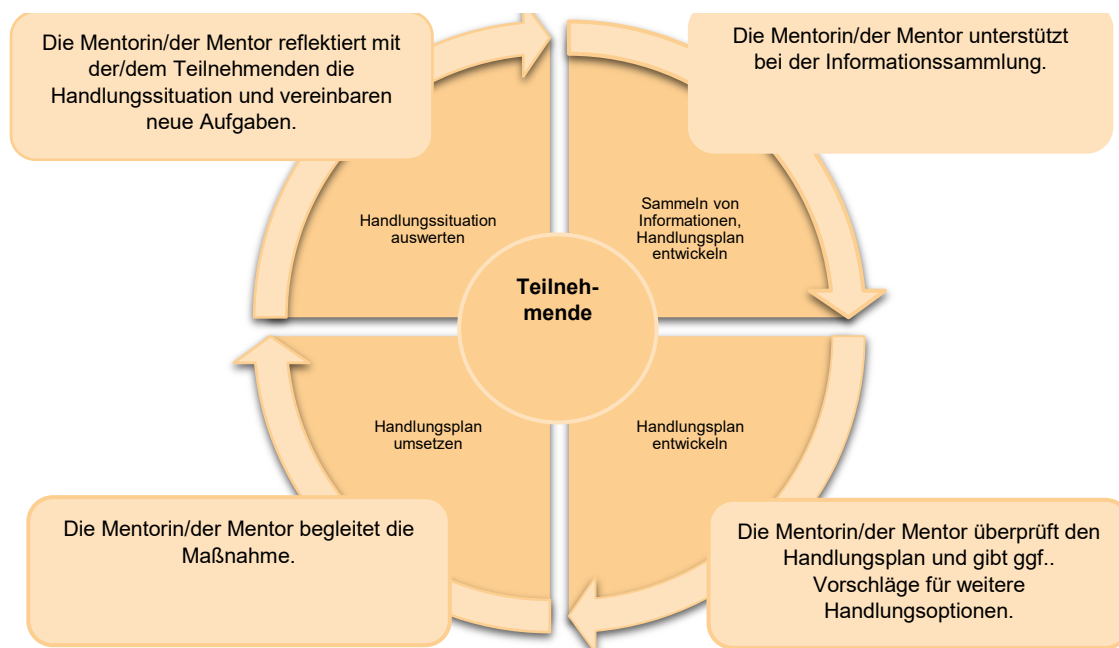 Die Mentorin/der Mentor reflektiert mit
der/dem Teilnehmenden die
Handlungssituation und vereinbaren
neue Aufgaben.
Die Mentorin/der Mentor unterstützt
bei der Informationssammlung.
Handlungssituation
auswerten
Sammeln von
Informationen,
Handlungsplan
entwickeln
Teilneh-
mende
Handlungsplan
umsetzen
Handlungsplan
entwickeln
Die Mentorin/der Mentor begleitet die
Maßnahme.
Die Mentorin/der Mentor überprüft den
Handlungsplan und gibt ggf..
Vorschläge für weitere
Handlungsoptionen.